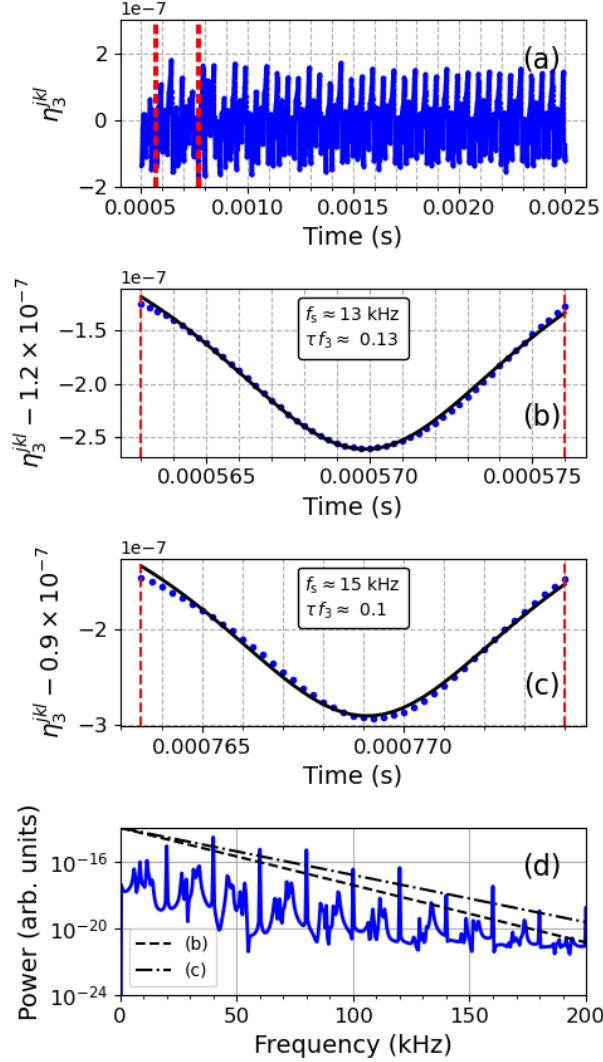 1e-7
(a)
2
0
−2
η₃ʲᵏˡ
0.0005 0.0010 0.0015 0.0020 0.0025
Time (s)
1e-7
fₛ ≈ 13 kHz
τf₃ ≈ 0.13
−1.5
−2.0
−2.5
η₃ʲᵏˡ − 1.2 × 10⁻⁷
(b)
0.000565 0.000570 0.000575
Time (s)
1e-7
fₛ ≈ 15 kHz
τf₃ ≈ 0.1
−2
−3
η₃ʲᵏˡ − 0.9 × 10⁻⁷
(c)
0.000765 0.000770
Time (s)
Power (arb. units)
10⁻¹⁶
10⁻²⁰
10⁻²⁴
(d)
(b)
(c)
0 50 100 150 200
Frequency (kHz)